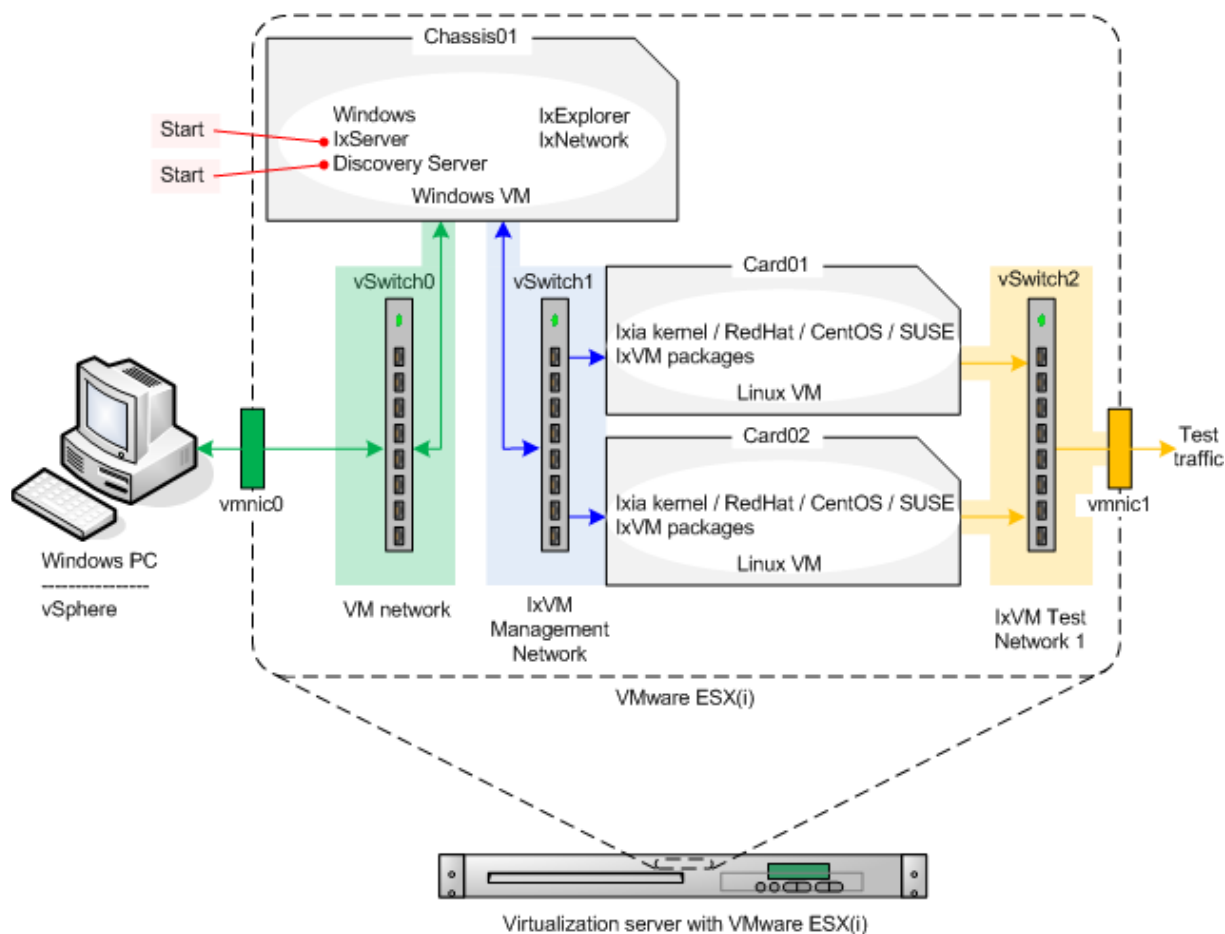 Chassis01
Windows
IxServer
Discovery Server
IxExplorer
IxNetwork
Windows VM
Start
Start
vSwitch0
vSwitch1
Card01
Ixia kernel / RedHat / CentOS / SUSE
IxVM packages
Linux VM
vSwitch2
Card02
Ixia kernel / RedHat / CentOS / SUSE
IxVM packages
Linux VM
vmnic0
vmnic1
Test
traffic
Windows PC
----------------
vSphere
VM network
IxVM
Management
Network
IxVM Test
Network 1
VMware ESX(i)
Virtualization server with VMware ESX(i)